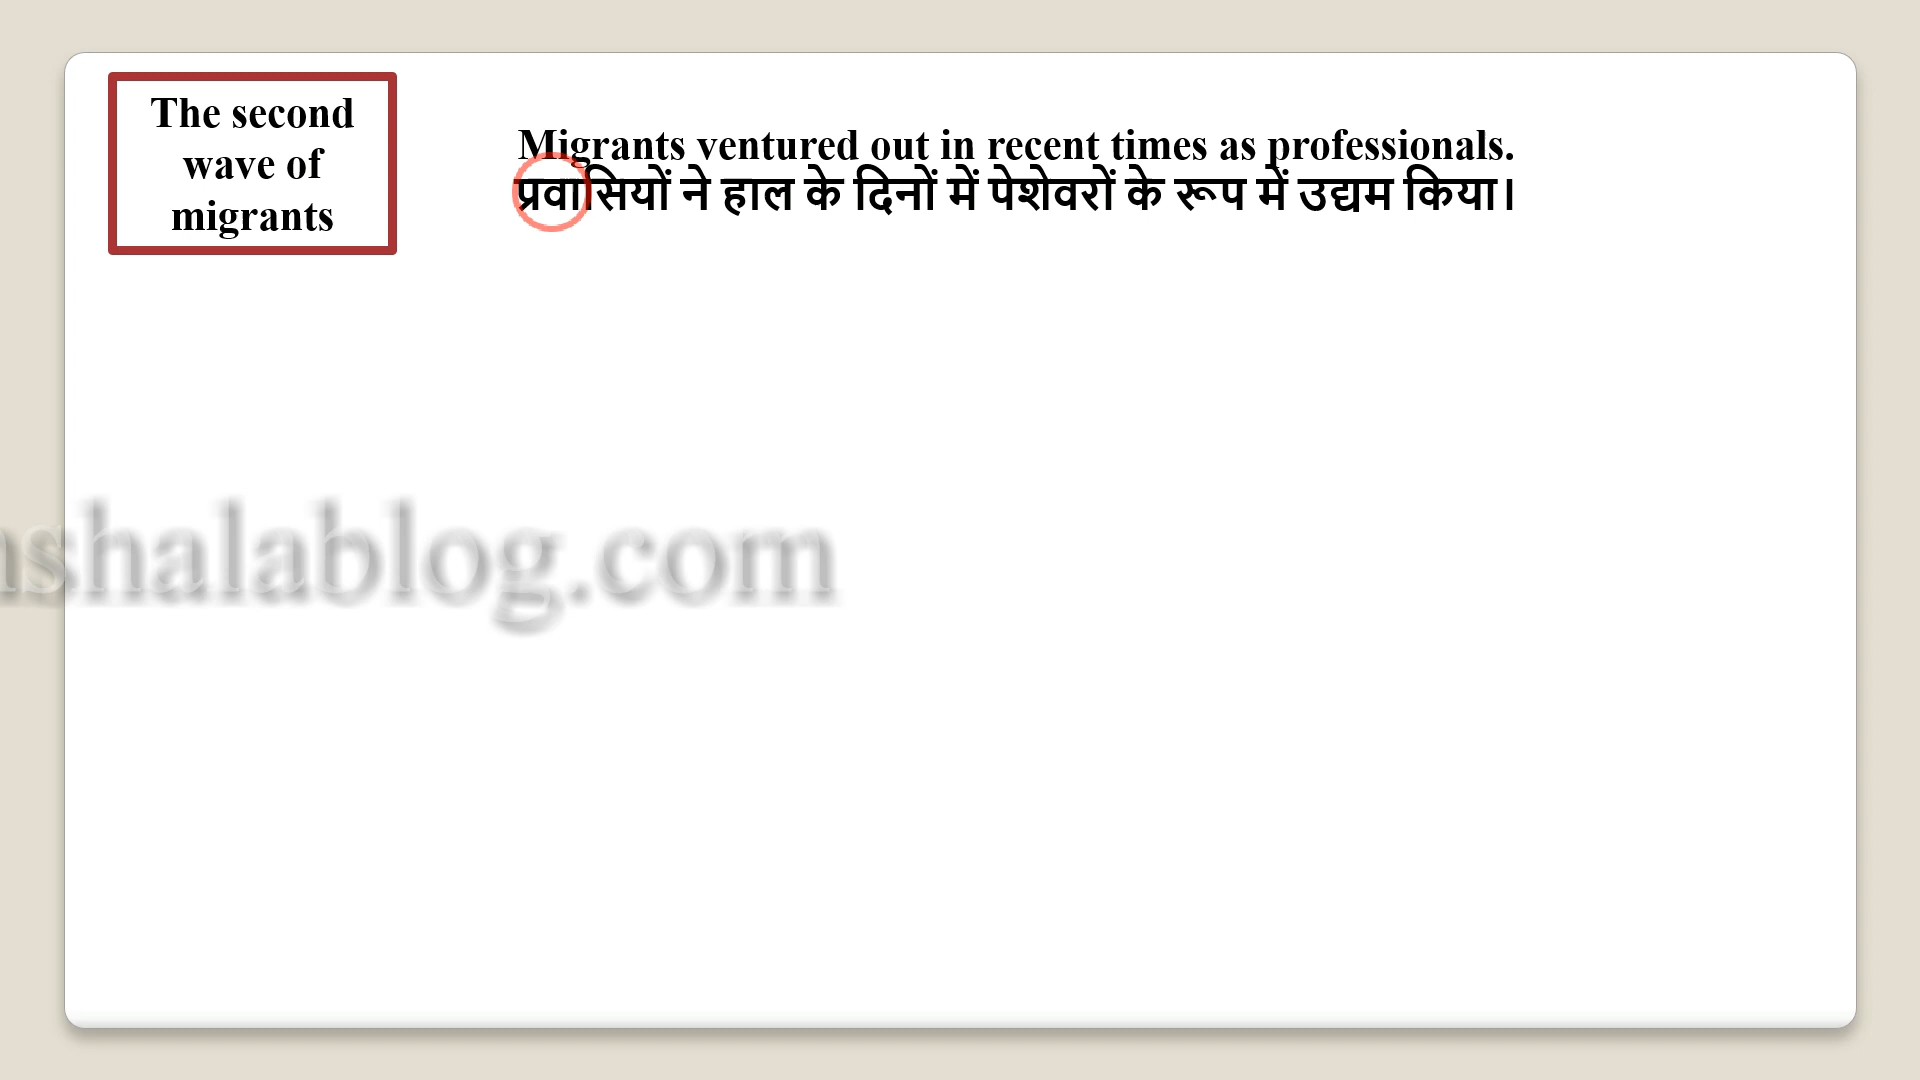 The second
wave of
migrants
Migrants ventured out in recent times as professionals.
प्रवासियों ने हाल के दिनों में पेशेवरों के रूप में उद्यम किया।
shalablog.com